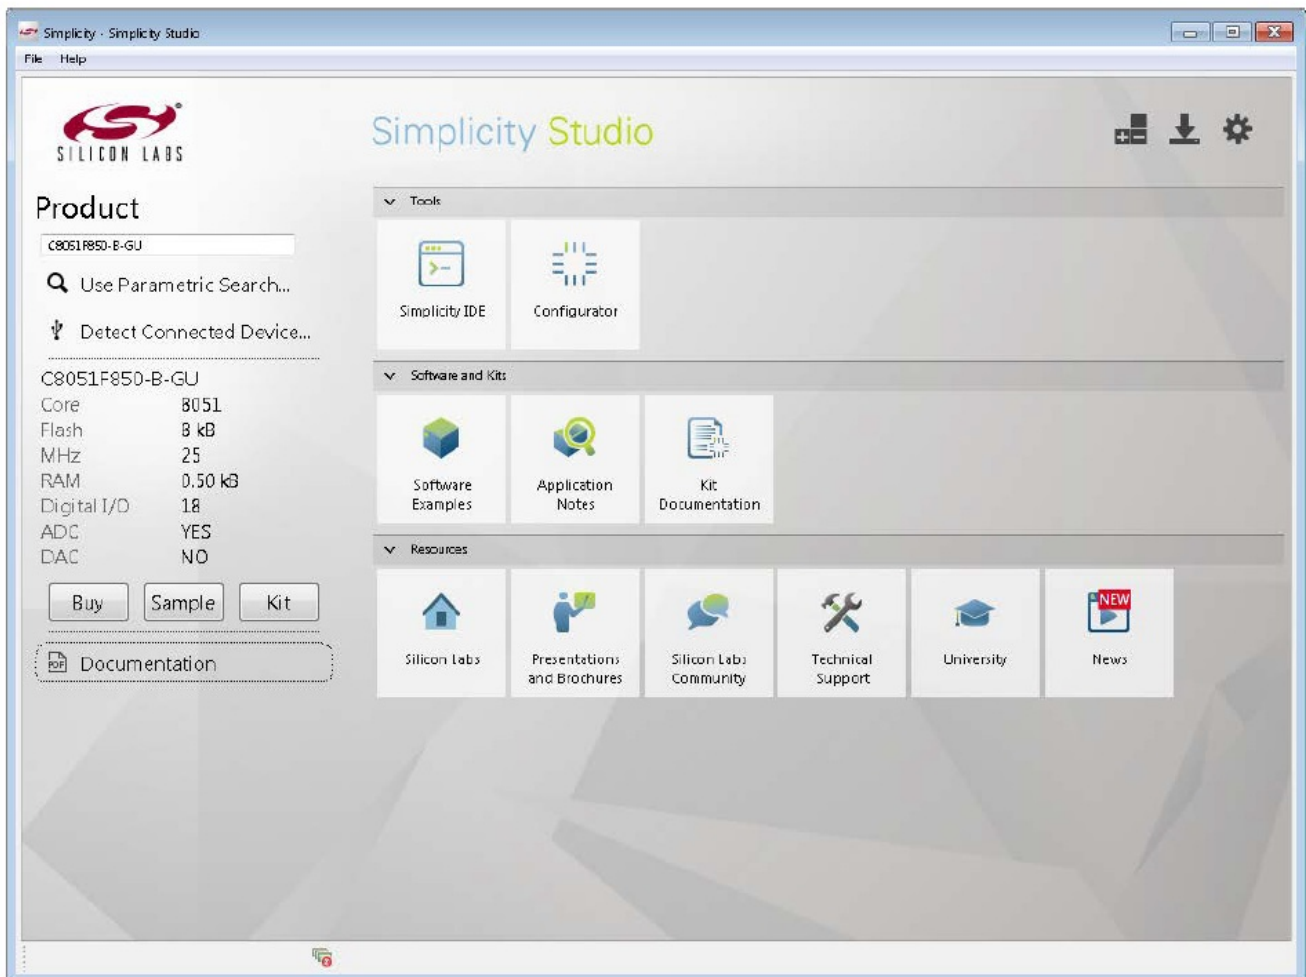 Simplicity - Simplicity Studio
File Help
SILICON LABS
Simplicity Studio
Product
C8051F850-B-GU
Use Parametric Search...
Detect Connected Device...
C8051F850-B-GU
Core 8051
Flash 8 kB
MHz 25
RAM 0.50 kB
Digital I/O 18
ADC YES
DAC NO
Buy Sample Kit
PDF Documentation
Tools
Simplicity IDE
Configurator
Software and Kits
Software
Examples
Application
Notes
Kit
Documentation
Resources
Silicon Labs
Presentations
and Brochures
Silicon Labs
Community
Technical
Support
University
NEW
News